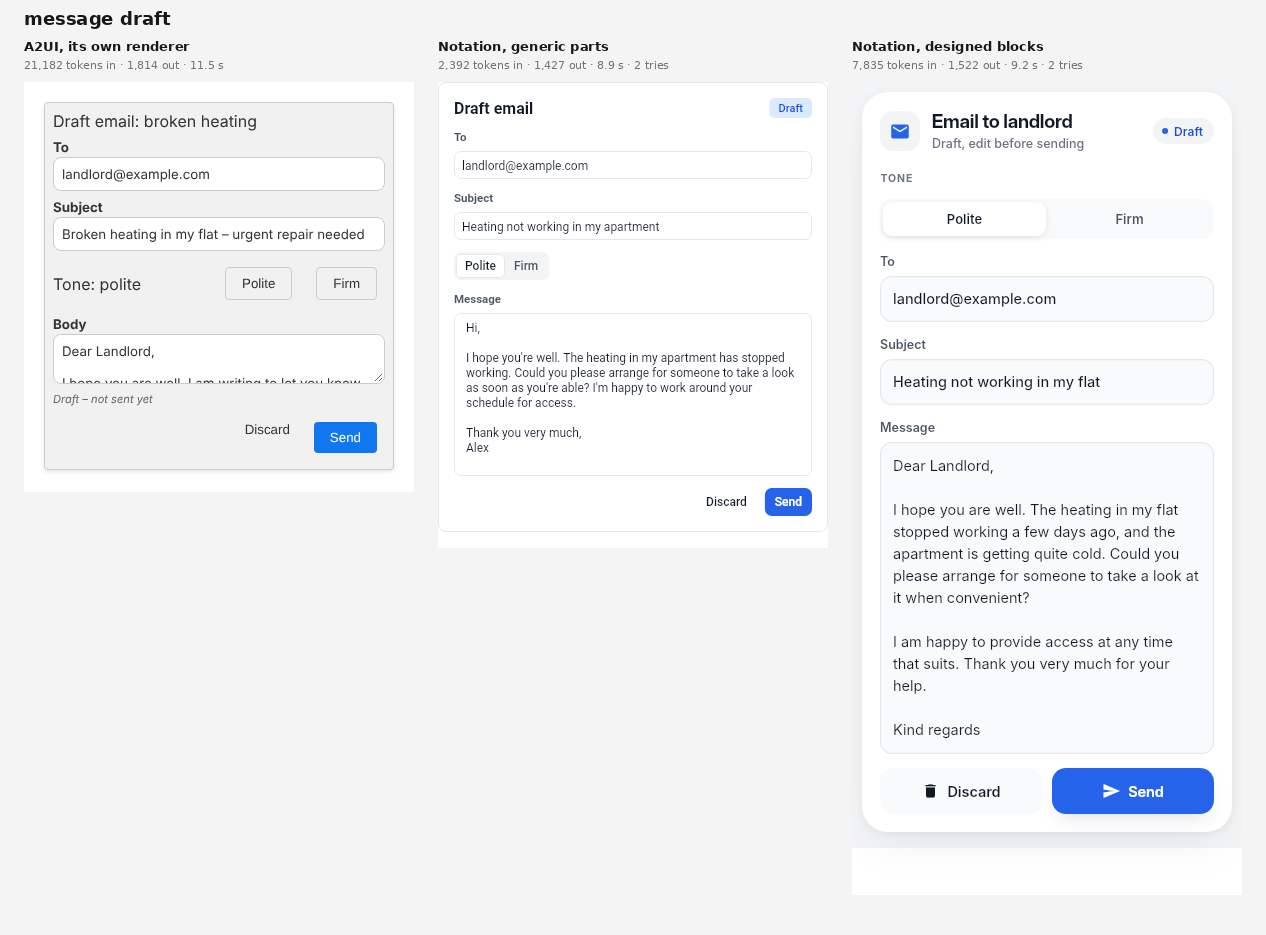 message draft
A2UI, its own renderer
21,182 tokens in · 1,814 out · 11.5 s
Draft email: broken heating
To
landlord@example.com
Subject
Broken heating in my flat – urgent repair needed
Tone: polite
Polite
Firm
Body
Dear Landlord,
I hope you are well. I am writing to let you know
Draft – not sent yet
Discard
Send
Notation, generic parts
2,392 tokens in · 1,427 out · 8.9 s · 2 tries
Draft email
Draft
To
landlord@example.com
Subject
Heating not working in my apartment
Polite
Firm
Message
Hi,
I hope you're well. The heating in my apartment has stopped
working. Could you please arrange for someone to take a look
as soon as you're able? I'm happy to work around your
schedule for access.
Thank you very much,
Alex
Discard
Send
Notation, designed blocks
7,835 tokens in · 1,522 out · 9.2 s · 2 tries
Email to landlord
Draft, edit before sending
Draft
TONE
Polite
Firm
To
landlord@example.com
Subject
Heating not working in my flat
Message
Dear Landlord,
I hope you are well. The heating in my flat
stopped working a few days ago, and the
apartment is getting quite cold. Could you
please arrange for someone to take a look at
it when convenient?
I am happy to provide access at any time
that suits. Thank you very much for your
help.
Kind regards
Discard
Send